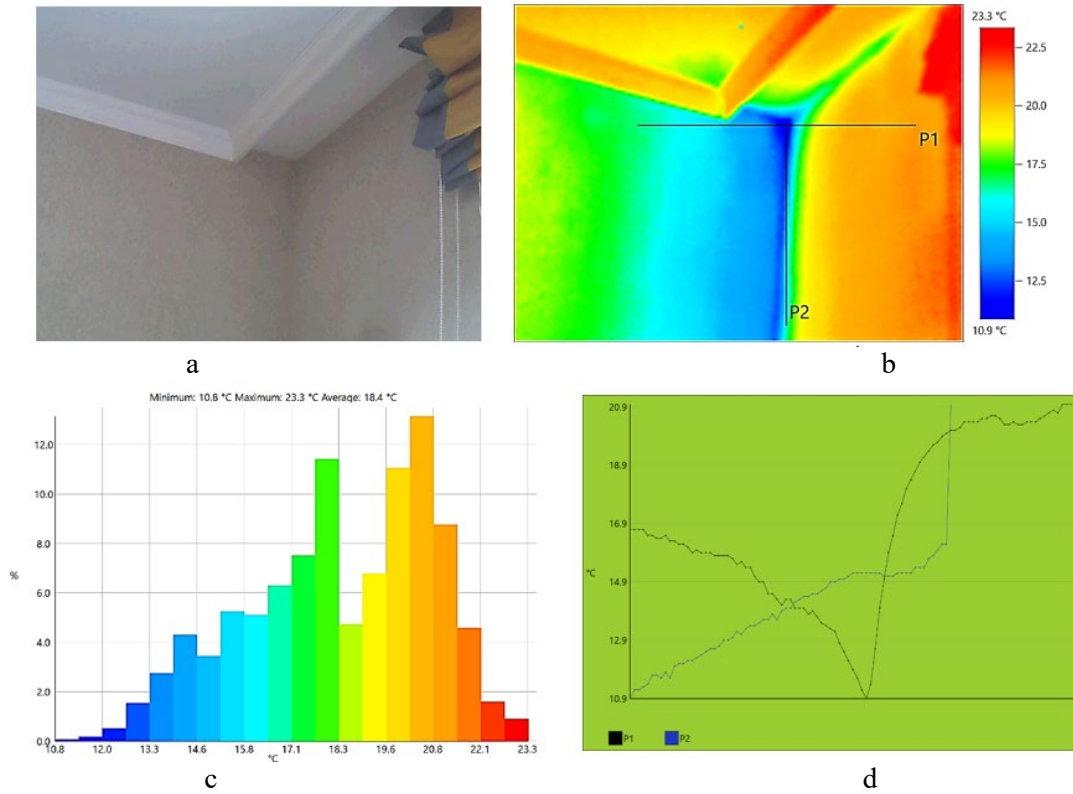 23.3 °C
22.5
20.0
17.5
15.0
12.5
10.9 °C
P1
P2
a
b
Minimum: 10.8 °C Maximum: 23.3 °C Average: 18.4 °C
12.0
10.0
8.0
%
6.0
4.0
2.0
0.0
10.8 12.0 13.3 14.6 15.8 17.1 18.3 19.6 20.8 22.1 23.3
°C
20.9
18.9
16.9
°C
14.9
12.9
10.9
P1 P2
c
d